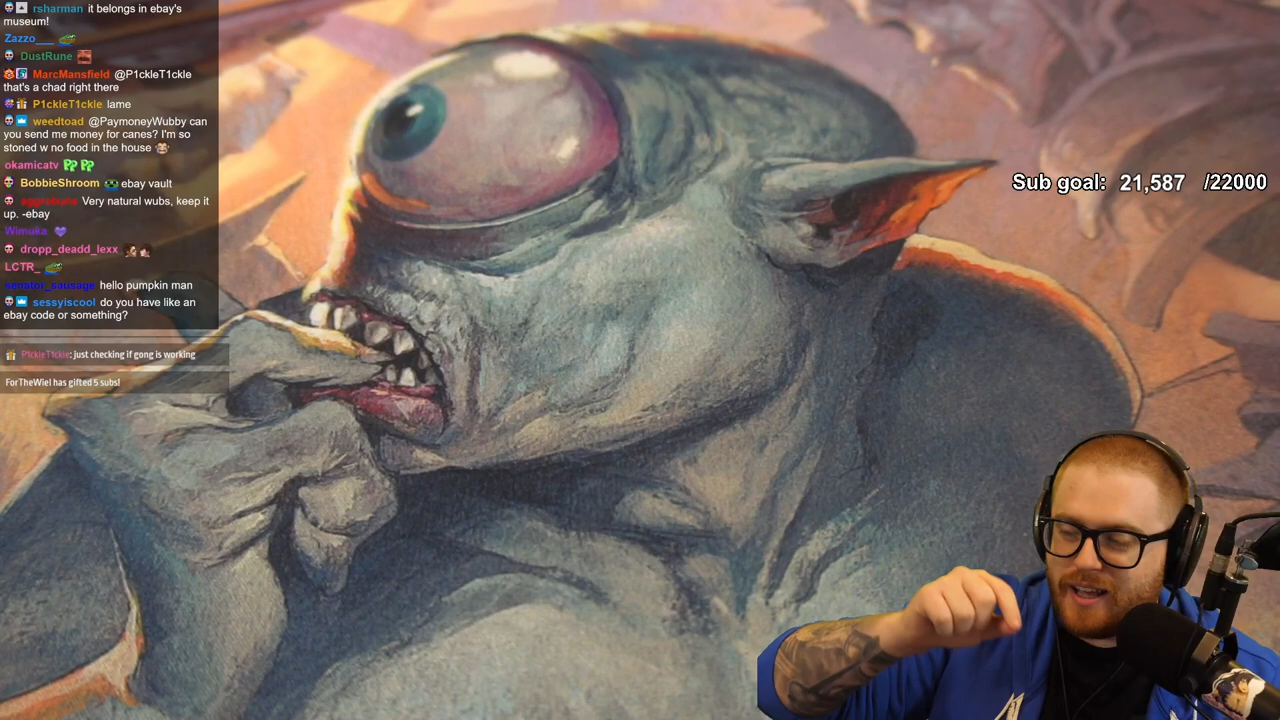 rsharman it belongs in ebay's
museum!
Zazzo___
DustRune
MarcMansfield @P1ckleT1ckle
that's a chad right there
P1ckleT1ckle lame
weedtoad @PaymoneyWubby can
you send me money for canes? I'm so
stoned w no food in the house
okamicatv
BobbieShroom ebay vault
Very natural wubs, keep it
up. -ebay
Wimuka
dropp_deadd_lexx
LCTR_
senator_sausage hello pumpkin man
sessyiscool do you have like an
ebay code or something?
P1ckleT1ckle: just checking if gong is working
ForTheWiel has gifted 5 subs!
Sub goal: 21,587 /22000